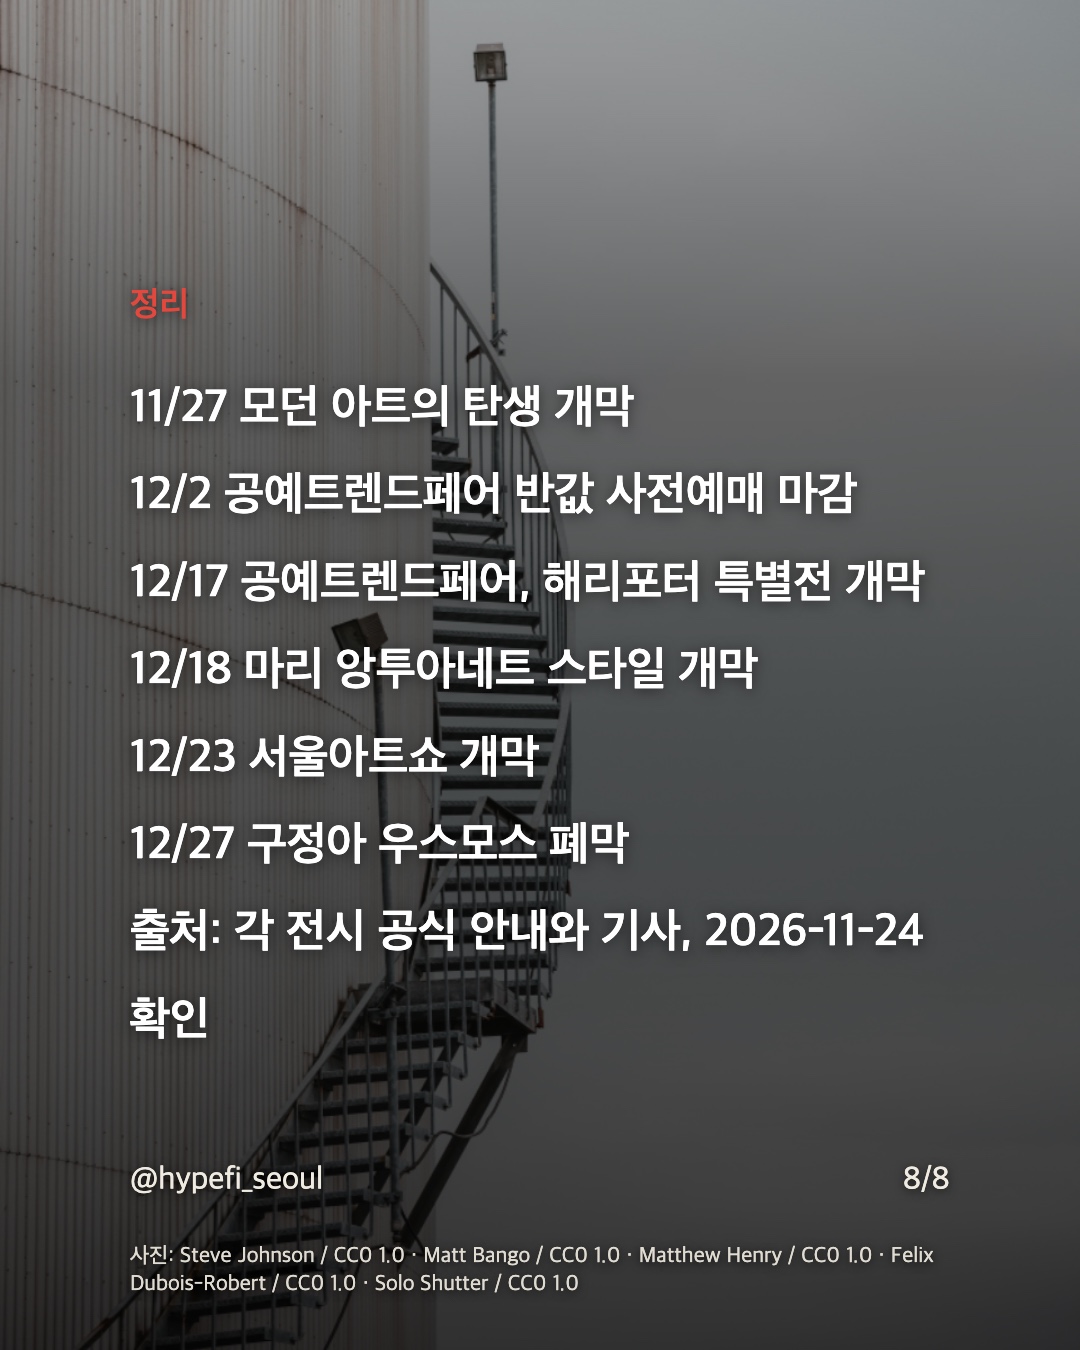 정리
11/27 모던 아트의 탄생 개막
12/2 공예트렌드페어 반값 사전예매 마감
12/17 공예트렌드페어, 해리포터 특별전 개막
12/18 마리 앙투아네트 스타일 개막
12/23 서울아트쇼 개막
12/27 구정아 우스모스 폐막
출처: 각 전시 공식 안내와 기사, 2026-11-24
확인
@hypefi_seoul
8/8
사진: Steve Johnson / CC0 1.0 · Matt Bango / CC0 1.0 · Matthew Henry / CC0 1.0 · Felix
Dubois-Robert / CC0 1.0 · Solo Shutter / CC0 1.0